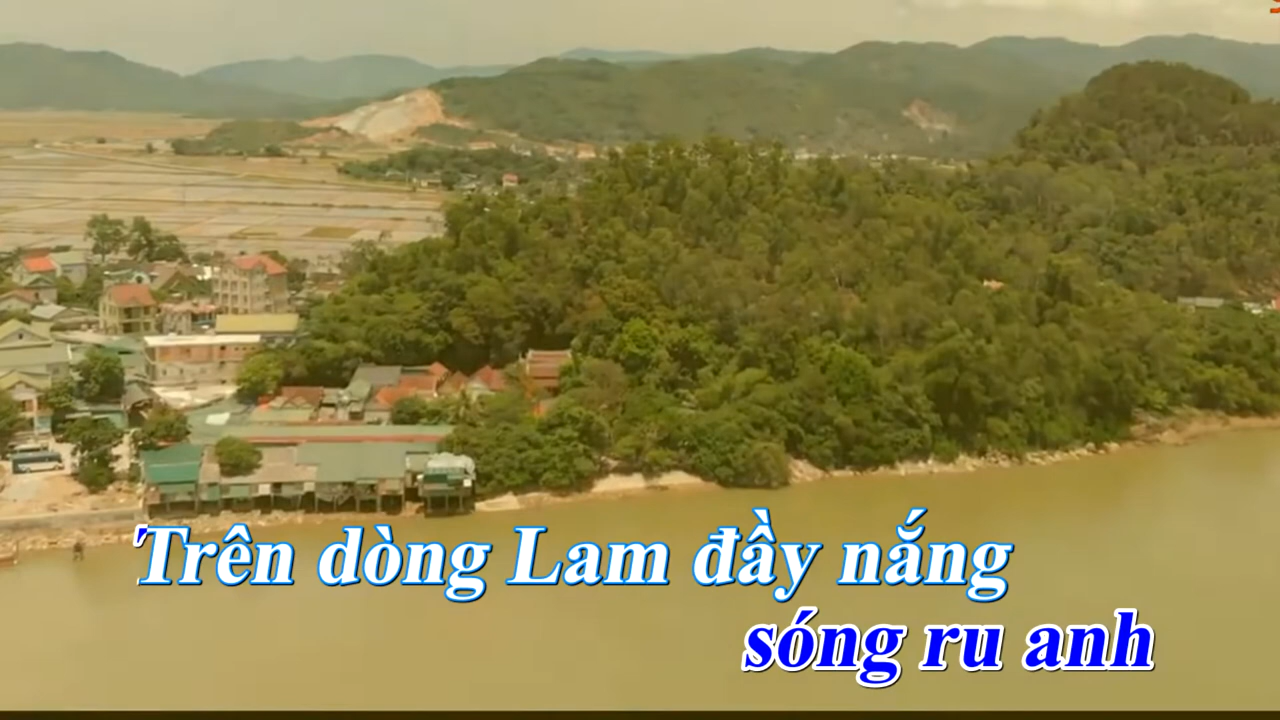 Trên dòng Lam đầy nắng
sóng ru anh